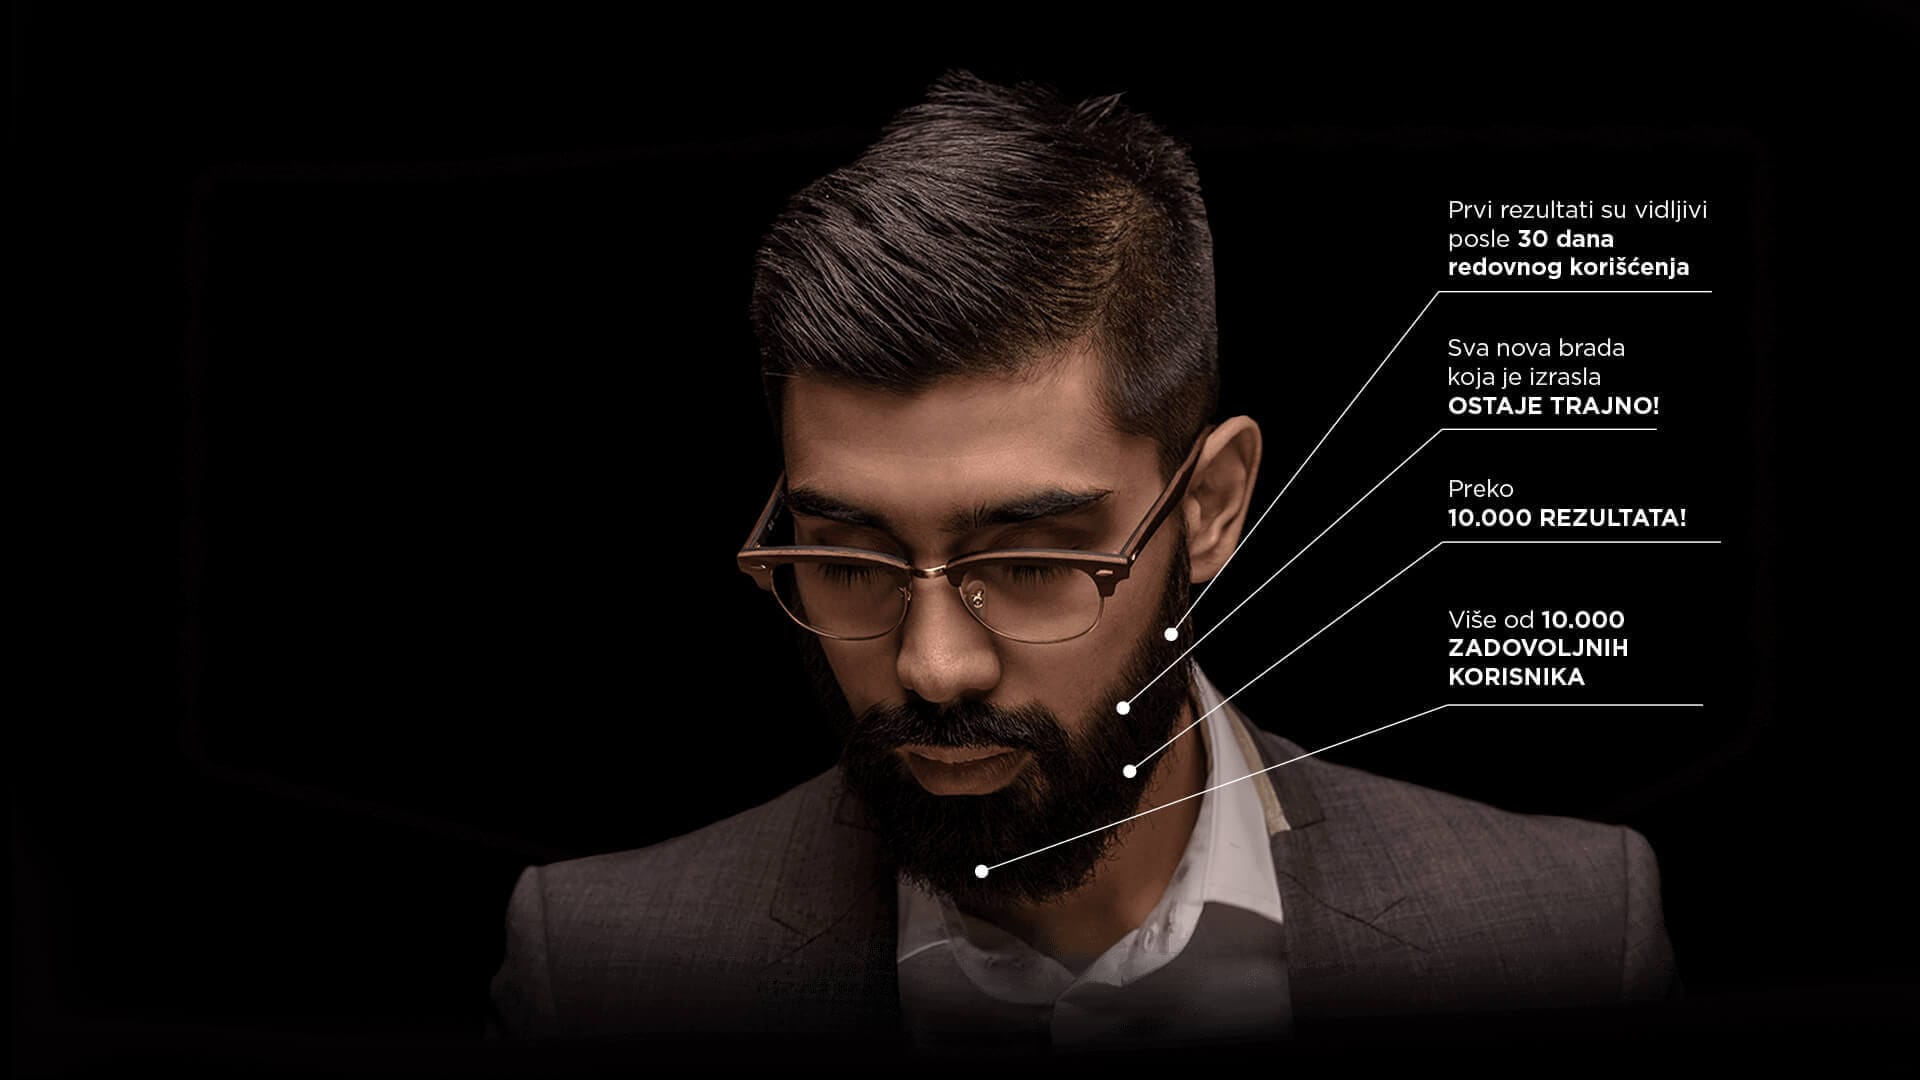 Prvi rezultati su vidljivi
posle 30 dana
redovnog korišćenja
Sva nova brada
koja je izrasla
OSTAJE TRAJNO!
Preko
10.000 REZULTATA!
Više od 10.000
ZADOVOLJNIH
KORISNIKA